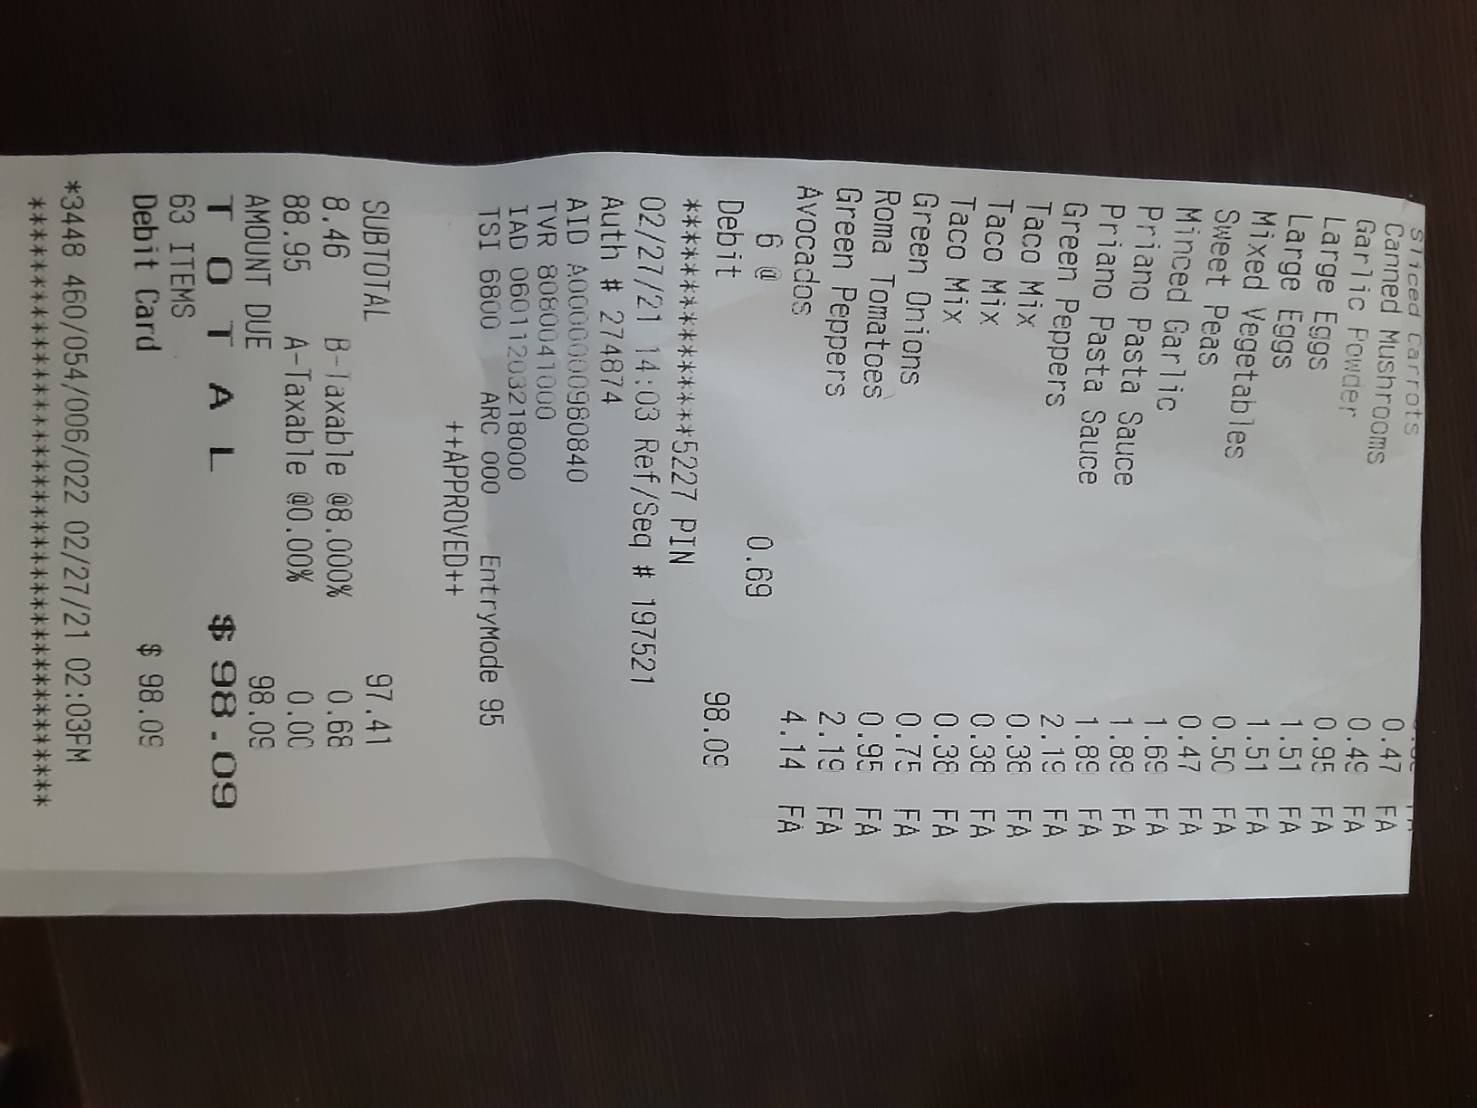 Sliced Carrots 0.47 FA
Canned Mushrooms 0.49 FA
Garlic Powder 0.95 FA
Large Eggs 1.51 FA
Large Eggs 1.51 FA
Mixed Vegetables 0.50 FA
Sweet Peas 0.47 FA
Minced Garlic 1.69 FA
Priano Pasta Sauce 1.89 FA
Priano Pasta Sauce 1.89 FA
Green Peppers 2.19 FA
Taco Mix 0.38 FA
Taco Mix 0.38 FA
Taco Mix 0.38 FA
Green Onions 0.75 FA
Roma Tomatoes 0.95 FA
Green Peppers 2.19 FA
Avocados 4.14 FA
6 @ 0.69
Debit 98.09
***************5227 PIN
02/27/21 14:03 Ref/Seq # 197521
Auth # 274874
AID A0000000980840
TVR 8080041000
IAD 06011203218000
TSI 6800 ARC 000 EntryMode 95
++APPROVED++
SUBTOTAL 97.41
8.46 B-Taxable @8.000% 0.68
88.95 A-Taxable @0.00% 0.00
AMOUNT DUE 98.09
TOTAL $98.09
63 ITEMS
Debit Card $ 98.09
*3448 460/054/006/022 02/27/21 02:03PM
****************************************